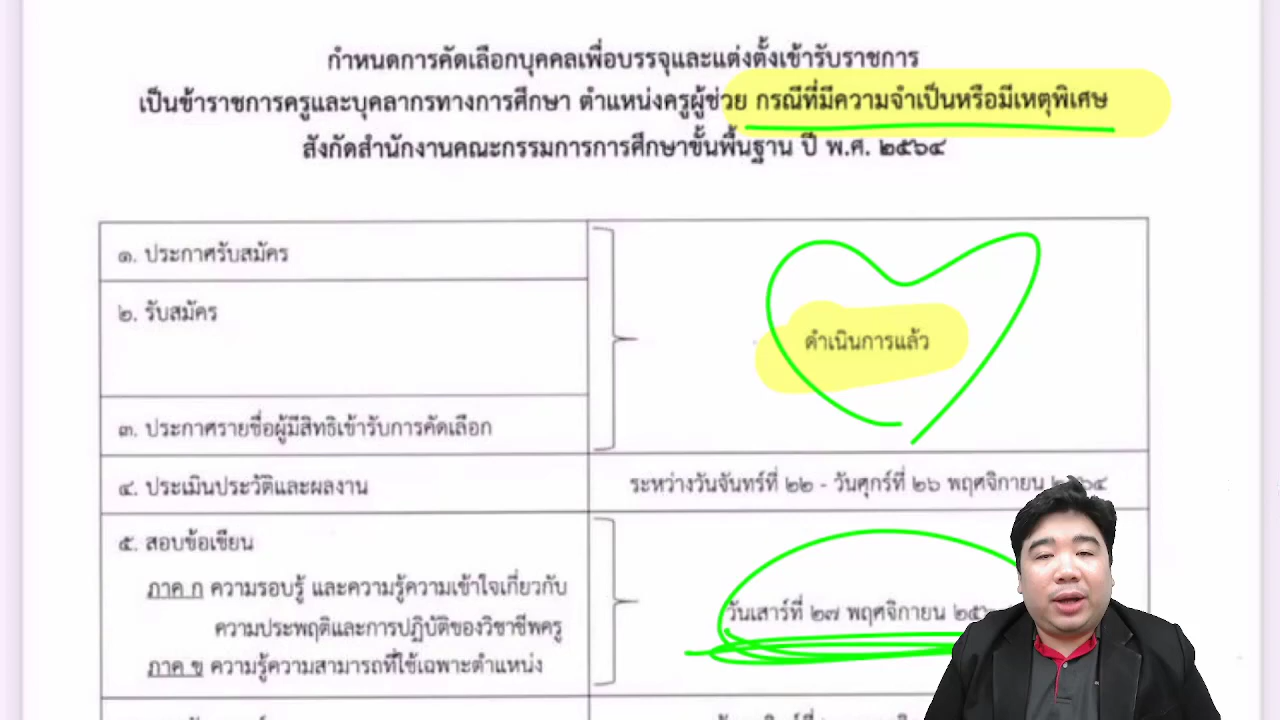 กำหนดการคัดเลือกบุคคลเพื่อบรรจุและแต่งตั้งเข้ารับราชการ
เป็นข้าราชการครูและบุคลากรทางการศึกษา ตำแหน่งครูผู้ช่วย กรณีที่มีความจำเป็นหรือมีเหตุพิเศษ
สังกัดสำนักงานคณะกรรมการการศึกษาขั้นพื้นฐาน ปี พ.ศ. ๒๕๖๔
๑. ประกาศรับสมัคร
๒. รับสมัคร
ดำเนินการแล้ว
๓. ประกาศรายชื่อผู้มีสิทธิเข้ารับการคัดเลือก
๔. ประเมินประวัติและผลงาน
ระหว่างวันจันทร์ที่ ๒๒ - วันศุกร์ที่ ๒๖ พฤศจิกายน
๕. สอบข้อเขียน
ภาค ก ความรอบรู้ และความรู้ความเข้าใจเกี่ยวกับ
ความประพฤติและการปฏิบัติของวิชาชีพครู
ภาค ข ความรู้ความสามารถที่ใช้เฉพาะตำแหน่ง
วันเสาร์ที่ ๒๗ พฤศจิกายน